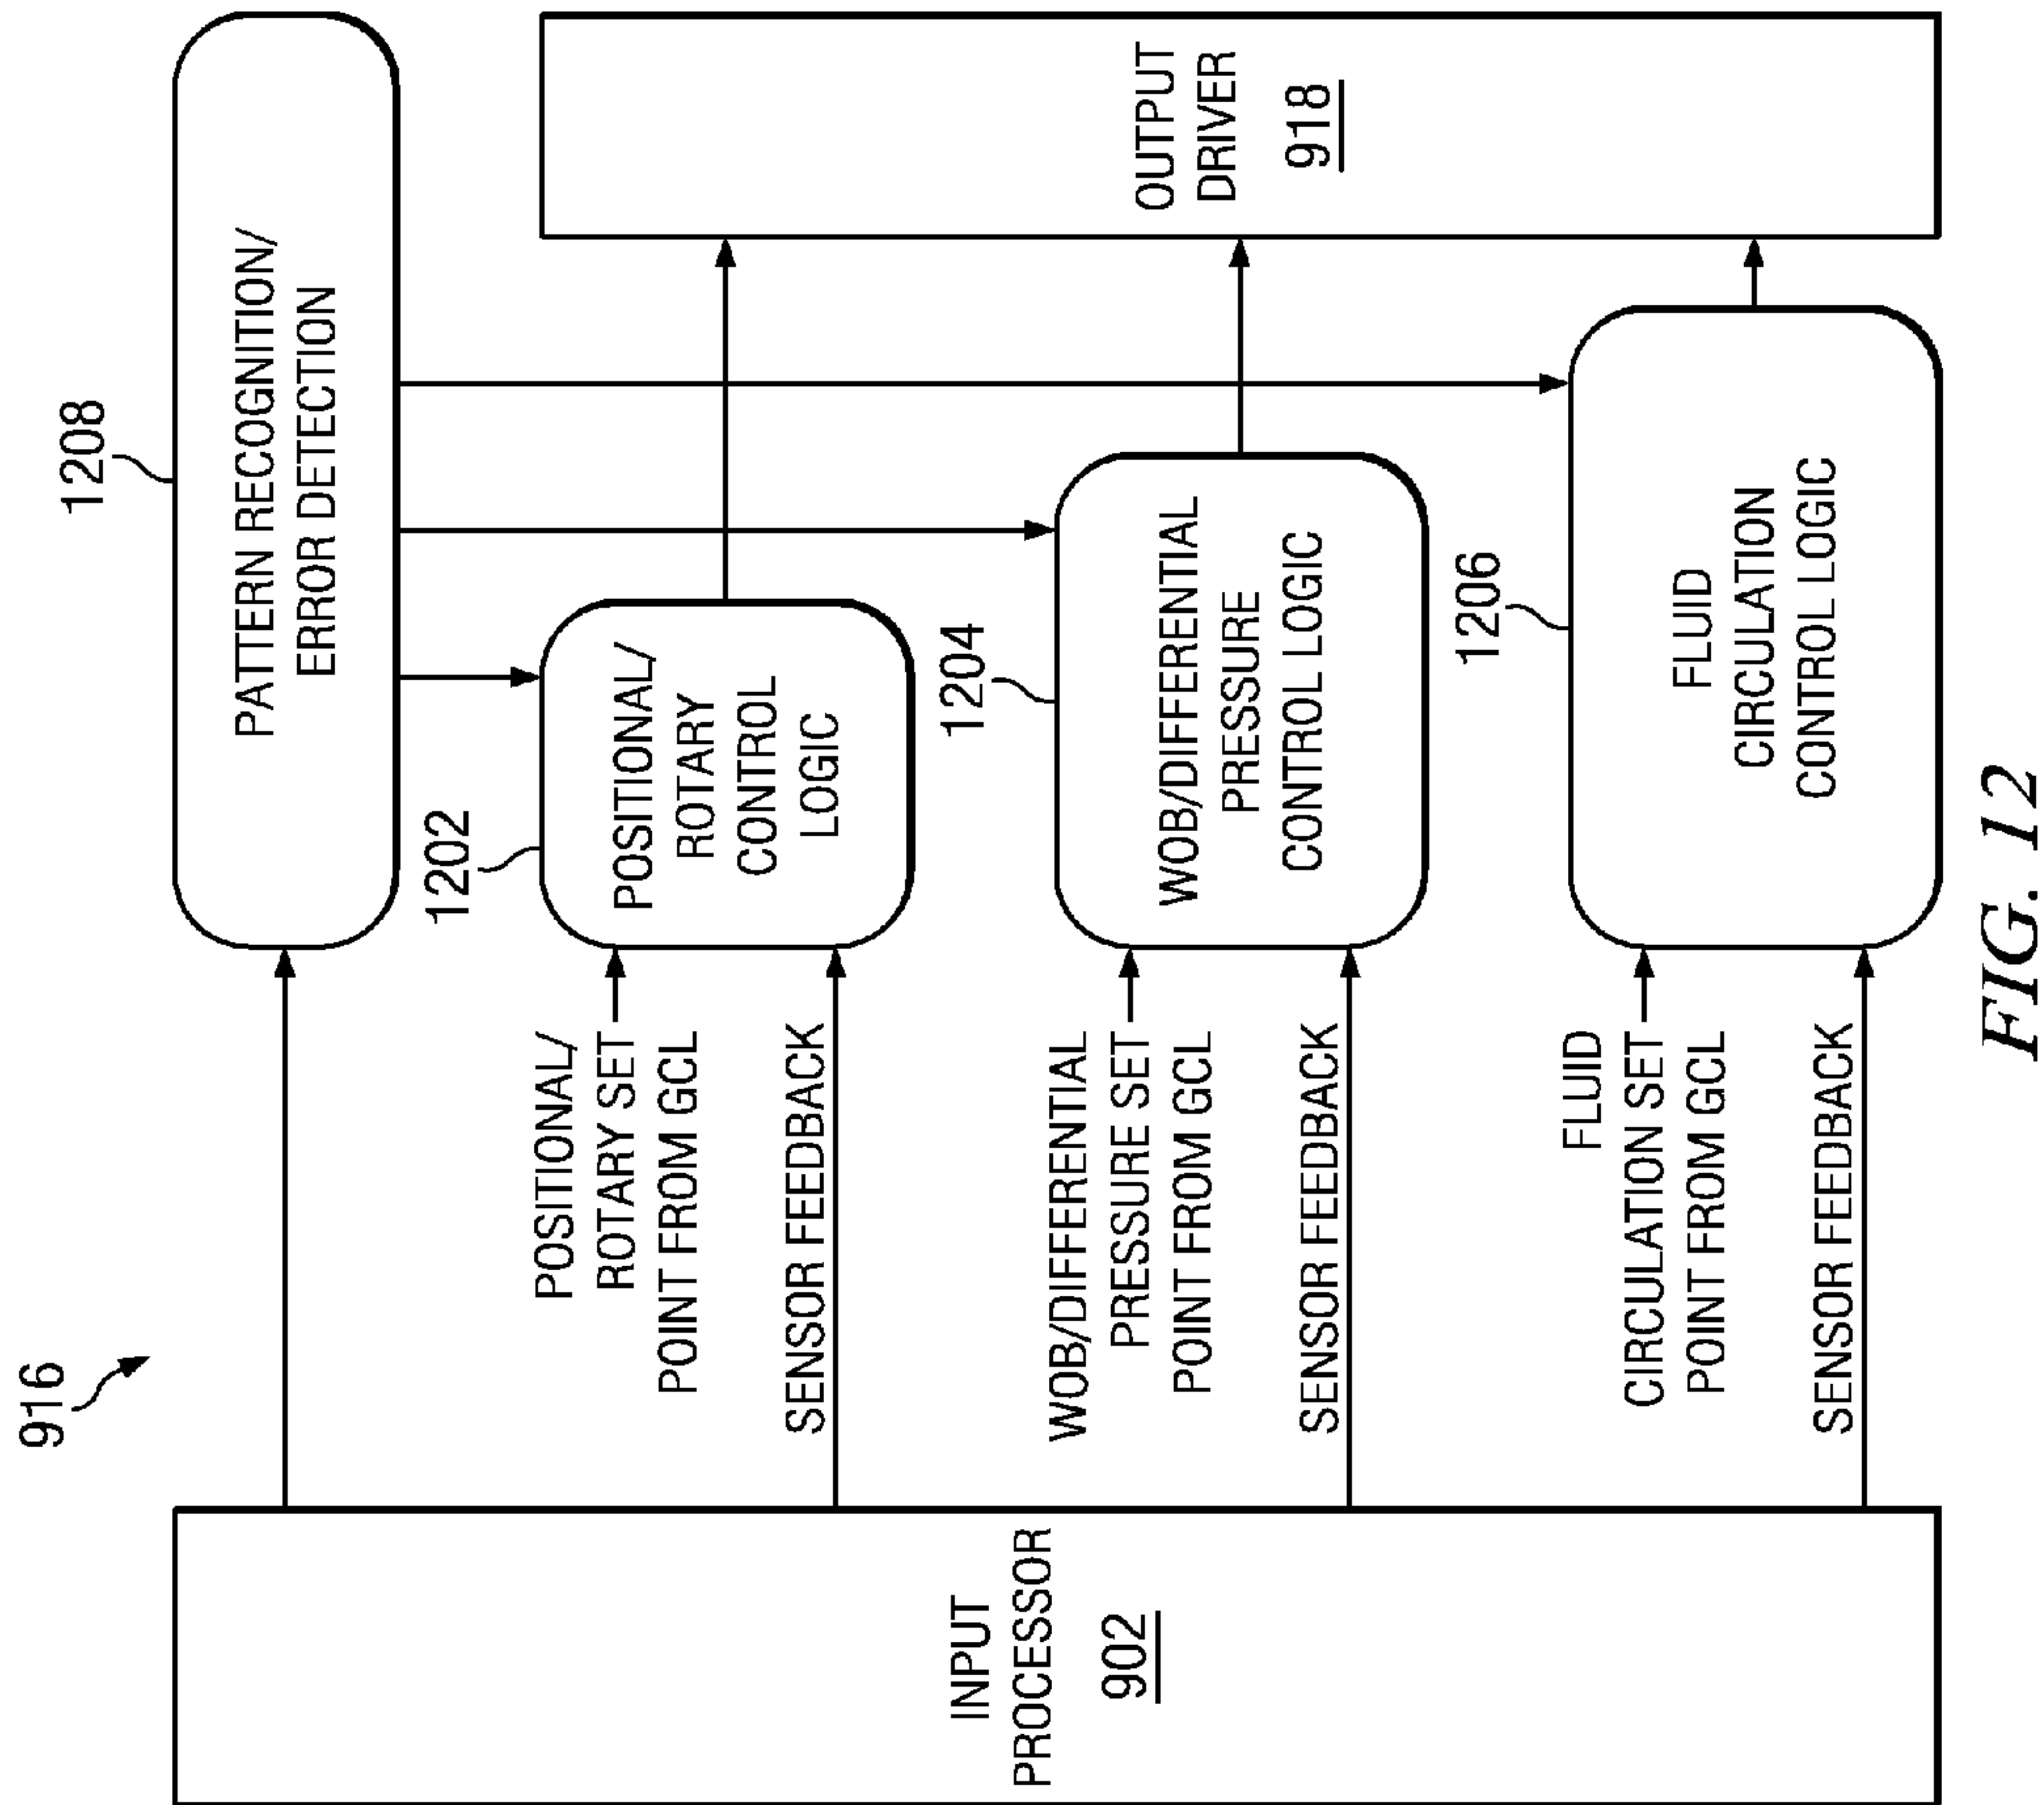 916
INPUT
PROCESSOR
902
1208
PATTERN RECOGNITION/
ERROR DETECTION
POSITIONAL/
ROTARY SET
POINT FROM GCL
SENSOR FEEDBACK
1202
POSITIONAL/
ROTARY
CONTROL
LOGIC
WOB/DIFFERENTIAL
PRESSURE SET
POINT FROM GCL
SENSOR FEEDBACK
1204
WOB/DIFFERENTIAL
PRESSURE
CONTROL LOGIC
FLUID
CIRCULATION SET
POINT FROM GCL
SENSOR FEEDBACK
1206
FLUID
CIRCULATION
CONTROL LOGIC
OUTPUT
DRIVER
918
FIG. 12